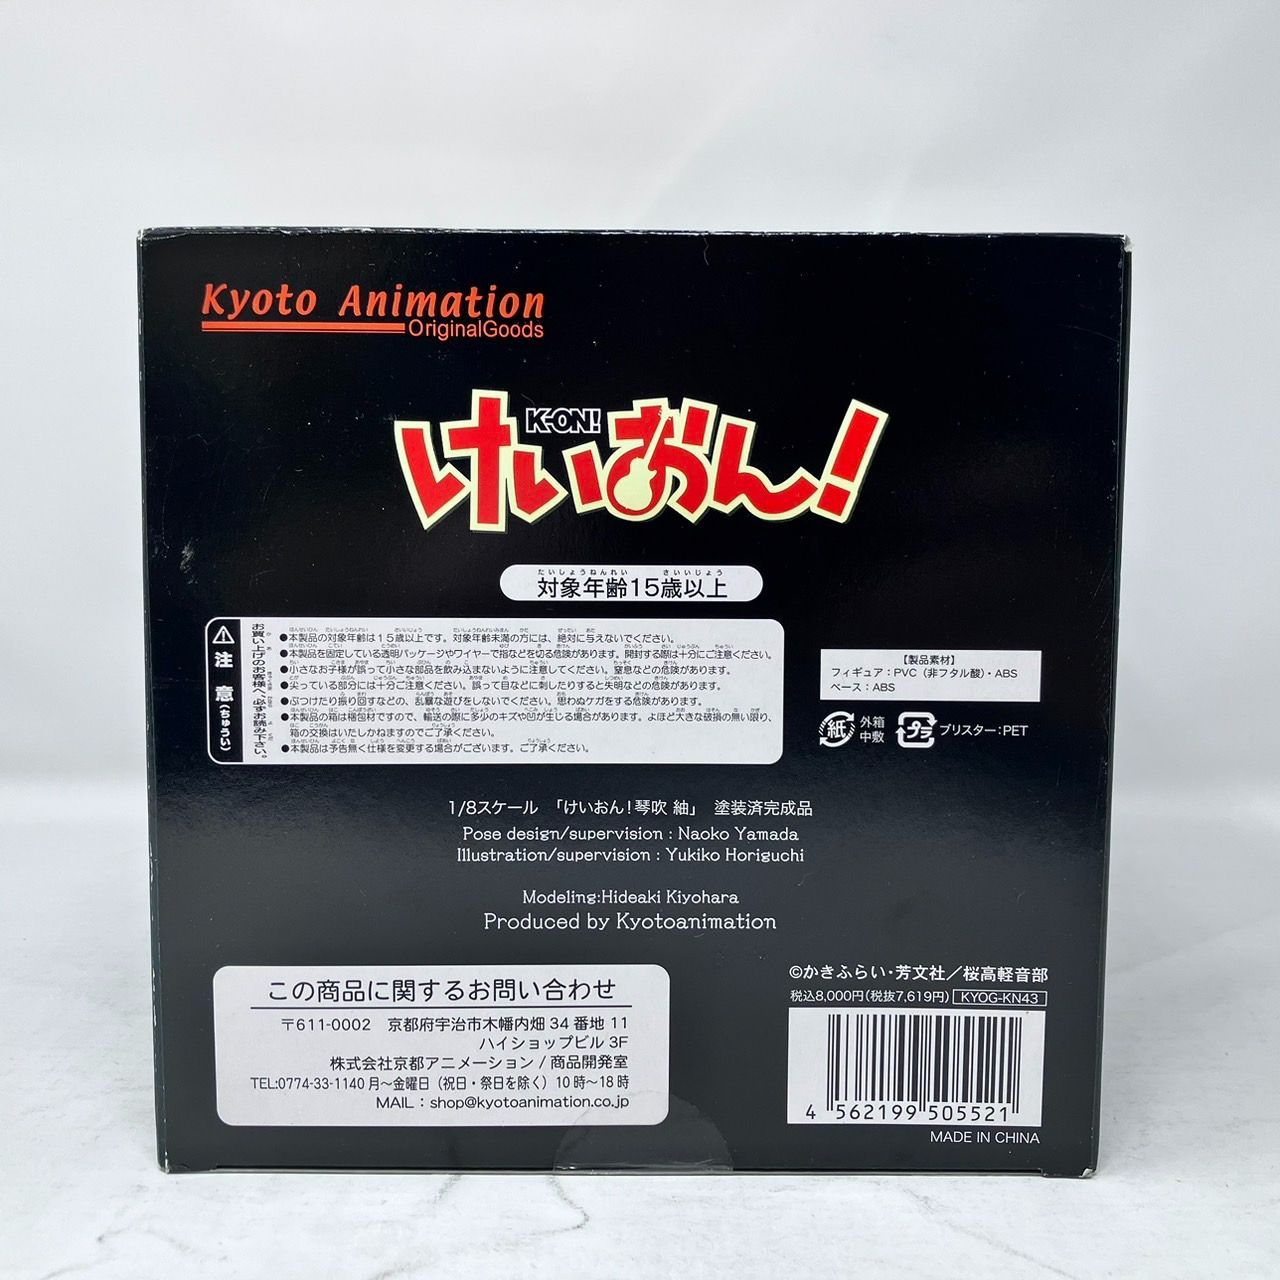 Kyoto Animation
OriginalGoods
K-ON!
けいおん!
対象年齢15歳以上
注意(ちゅうい)
お買い上げのお客様へ、必ずお読み下さい。
●本製品の対象年齢は15歳以上です。対象年齢未満の方には、絶対に与えないでください。
●本製品を固定している透明パッケージやワイヤーで指などを切る危険があります。開封する際は十分にご注意ください。
●小さなお子様が誤って小さな部品を飲み込まないように注意してください。窒息などの危険があります。
●尖っている部分には十分ご注意ください。誤って目などに刺したりすると失明などの危険があります。
●ぶつけたり振り回すなどの、乱暴な遊びをしないでください。思わぬケガをする危険があります。
●本製品の箱は梱包材ですので、輸送の際に多少のキズや凹が生じる場合があります。よほど大きな破損の無い限り、
箱の交換はいたしかねますのでご了承ください。
●本製品は予告無く仕様を変更する場合がございます。ご了承ください。
【製品素材】
フィギュア:PVC(非フタル酸)・ABS
ベース:ABS
紙 外箱
中敷
プラ ブリスター:PET
1/8スケール 「けいおん!琴吹 紬」 塗装済完成品
Pose design/supervision : Naoko Yamada
Illustration/supervision : Yukiko Horiguchi
Modeling:Hideaki Kiyohara
Produced by Kyotoanimation
この商品に関するお問い合わせ
〒611-0002 京都府宇治市木幡内畑 34 番地 11
ハイショップビル 3F
株式会社京都アニメーション / 商品開発室
TEL:0774-33-1140 月～金曜日(祝日・祭日を除く) 10時～18時
MAIL:shop@kyotoanimation.co.jp
©かきふらい・芳文社/桜高軽音部
税込8,000円(税抜7,619円) KYOG-KN43
4 562199 505521
MADE IN CHINA